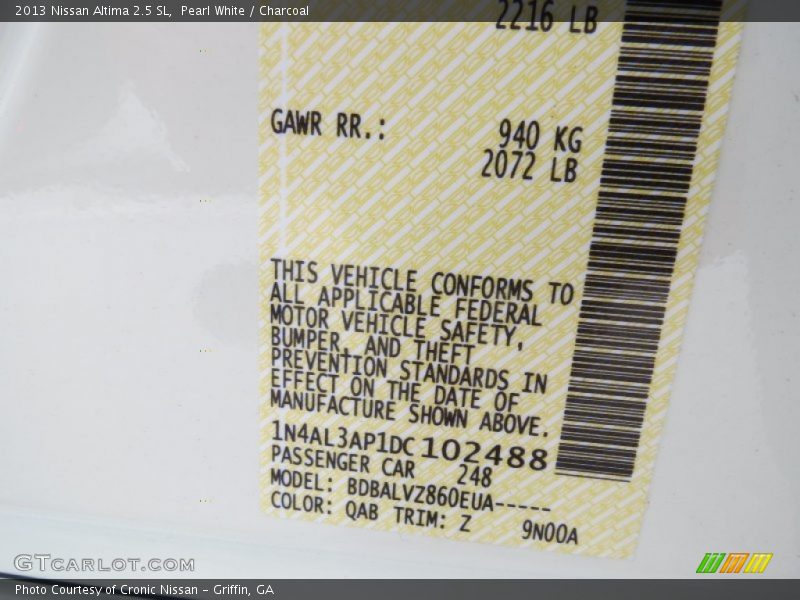 2013 Nissan Altima 2.5 SL,  Pearl White / Charcoal
2216 LB
GAWR RR.: 940 KG
2072 LB
THIS VEHICLE CONFORMS TO
ALL APPLICABLE FEDERAL
MOTOR VEHICLE SAFETY,
BUMPER, AND THEFT
PREVENTION STANDARDS IN
EFFECT ON THE DATE OF
MANUFACTURE SHOWN ABOVE.
1N4AL3AP1DC102488
PASSENGER CAR 248
MODEL: BDBALVZ860EUA------
COLOR: QAB TRIM: Z 9N00A
GTCARLOT.COM
Photo Courtesy of Cronic Nissan - Griffin, GA